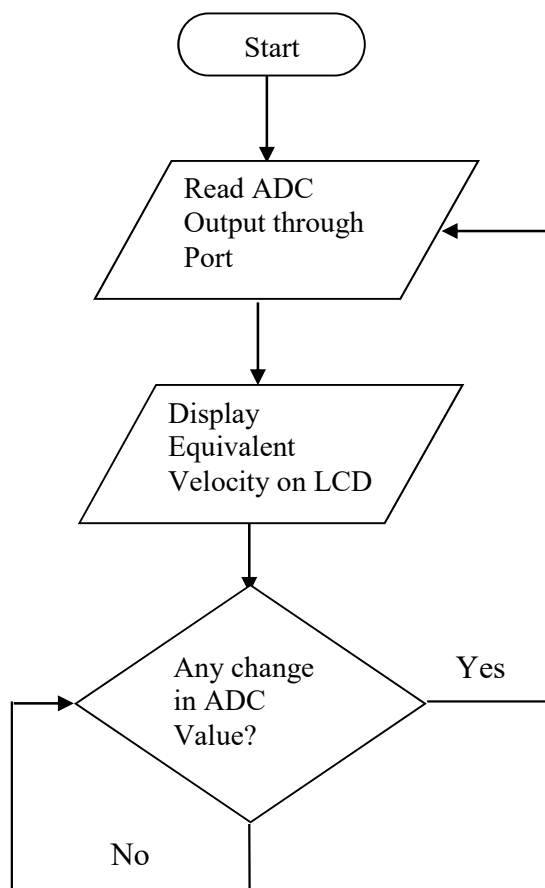 Start
Read ADC
Output through
Port
Display
Equivalent
Velocity on LCD
Any change
in ADC
Value?
Yes
No